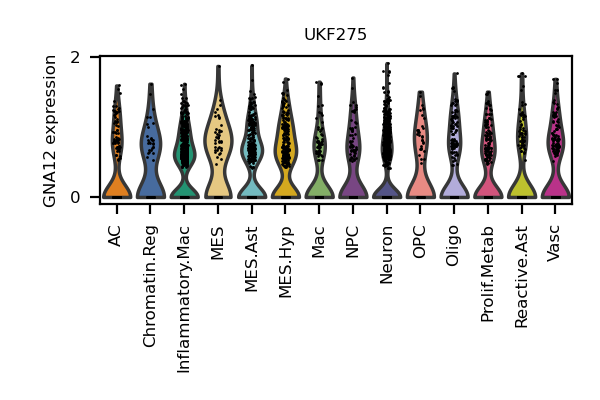 UKF275
GNA12 expression
2
0
AC
Chromatin.Reg
Inflammatory.Mac
MES
MES.Ast
MES.Hyp
Mac
NPC
Neuron
OPC
Oligo
Prolif.Metab
Reactive.Ast
Vasc